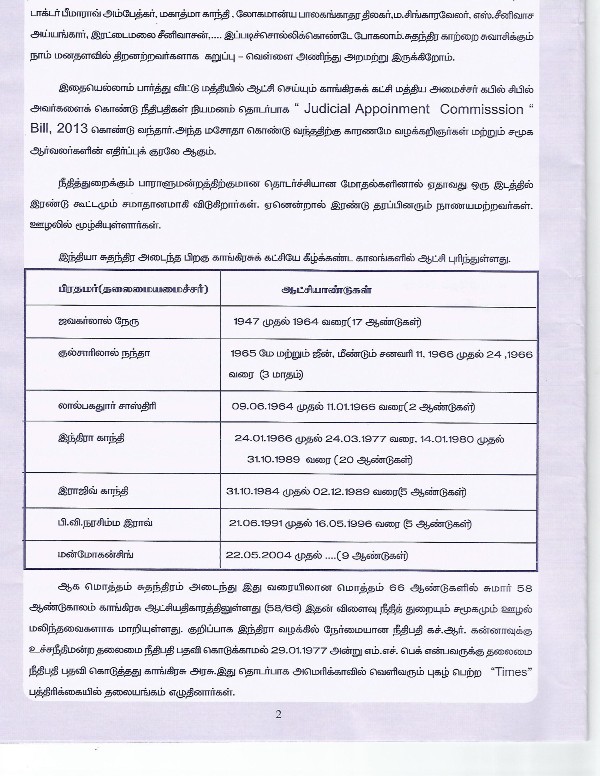 டாக்டர் பீமாராவ் அம்பேத்கர், மகாத்மா காந்தி , லோகமான்ய பாலகங்காதர திலகர்,ம.சிங்காரவேலர், எஸ்.சீனிவாச
அய்யங்கார், இரட்டைமலை சீனிவாசன்,.... இப்படிச்சொல்லிக்கொண்டே போகலாம்.சுதந்திர காற்றை சுவாசிக்கும்
நாம் மனதளவில் திறனற்றவர்களாக கறுப்பு – வெள்ளை அணிந்து அறமற்று இருக்கிறோம்.
இதையெல்லாம் பார்த்து விட்டு மத்தியில் ஆட்சி செய்யும் காங்கிரசுக் கட்சி மத்திய அமைச்சர் கபில் சிபில்
அவர்களைக் கொண்டு நீதிபதிகள் நியமனம் தொடர்பாக “ Judicial Appoinment Commisssion “
Bill, 2013 கொண்டு வந்தார்.அந்த மசோதா கொண்டு வந்ததற்கு காரணமே வழக்கறிஞர்கள் மற்றும் சமூக
ஆர்வலர்களின் எதிர்ப்புக் குரலே ஆகும்.
நீதித்துறைக்கும் பாராளுமன்றத்திற்குமான தொடர்ச்சியான மோதல்களினால் ஏதாவது ஒரு இடத்தில்
இரண்டு கூட்டமும் சமாதானமாகி விடுகிறார்கள். ஏனென்றால் இரண்டு தரப்பினரும் நாணயமற்றவர்கள்.
ஊழலில் மூழ்கியுள்ளார்கள்.
இந்தியா சுதந்திர அடைந்த பிறகு காங்கிரசுக் கட்சியே கீழ்க்கண்ட காலங்களில் ஆட்சி புரிந்துள்ளது.
பிரதமர்(தலைமையமைச்சர்) ஆட்சியாண்டுகள்
ஜவகர்லால் நேரு 1947 முதல் 1964 வரை(17 ஆண்டுகள்)
குல்சாரிலால் நந்தா 1965 மே மற்றும் ஜீன், மீண்டும் சனவரி 11, 1966 முதல் 24 ,1966
வரை (3 மாதம்)
லால்பகதூர் சாஸ்திரி 09.06.1964 முதல் 11.01.1965 வரை(2 ஆண்டுகள்)
இந்திரா காந்தி 24.01.1966 முதல் 24.03.1977 வரை. 14.01.1980 முதல்
31.10.1989 வரை (20 ஆண்டுகள்)
இராஜிவ் காந்தி 31.10.1984 முதல் 02.12.1989 வரை(5 ஆண்டுகள்)
பி.வி.நரசிம்ம இராவ் 21.06.1991 முதல் 16.05.1996 வரை (5 ஆண்டுகள்)
மன்மோகன்சிங் 22.05.2004 முதல் ....(9 ஆண்டுகள்)
ஆக மொத்தம் சுதந்திரம் அடைந்து இது வரையிலான மொத்தம் 66 ஆண்டுகளில் சுமார் 58
ஆண்டுகாலம் காங்கிரசு ஆட்சியதிகாரத்திலுள்ளது (58/66) இதன் விளைவு நீதித் துறையும் சமூகமும் ஊழல்
மலிந்தவைகளாக மாறியுள்ளது. குறிப்பாக இந்திரா வழக்கில் நேர்மையான நீதிபதி கச்.ஆர். கன்னாவுக்கு
உச்சநீதிமன்ற தலைமை நீதிபதி பதவி கொடுக்காமல் 29.01.1977 அன்று எம்.எச். பெக் என்பவருக்கு தலைமை
நீதிபதி பதவி கொடுத்தது காங்கிரசு அரசு.இது தொடர்பாக அமெரிக்காவில் வெளிவரும் புகழ் பெற்ற “Times”
பத்திரிக்கையில் தலையங்கம் எழுதினார்கள்.
2